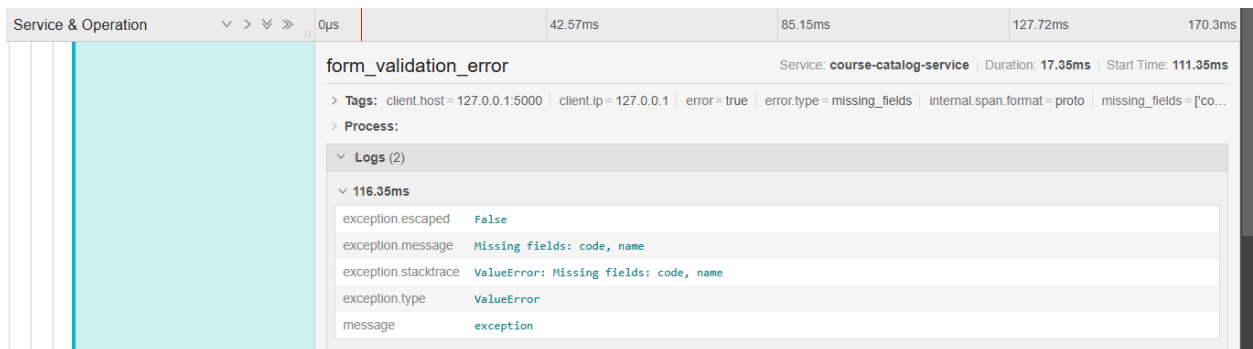 Service & Operation 0μs 42.57ms 85.15ms 127.72ms 170.3ms
form_validation_error Service: course-catalog-service Duration: 17.35ms Start Time: 111.35ms
Tags: client.host = 127.0.0.1:5000 client.ip = 127.0.0.1 error = true error.type = missing_fields internal.span.format = proto missing_fields = ['co...
Process:
Logs (2)
116.35ms
exception.escaped False
exception.message Missing fields: code, name
exception.stacktrace ValueError: Missing fields: code, name
exception.type ValueError
message exception